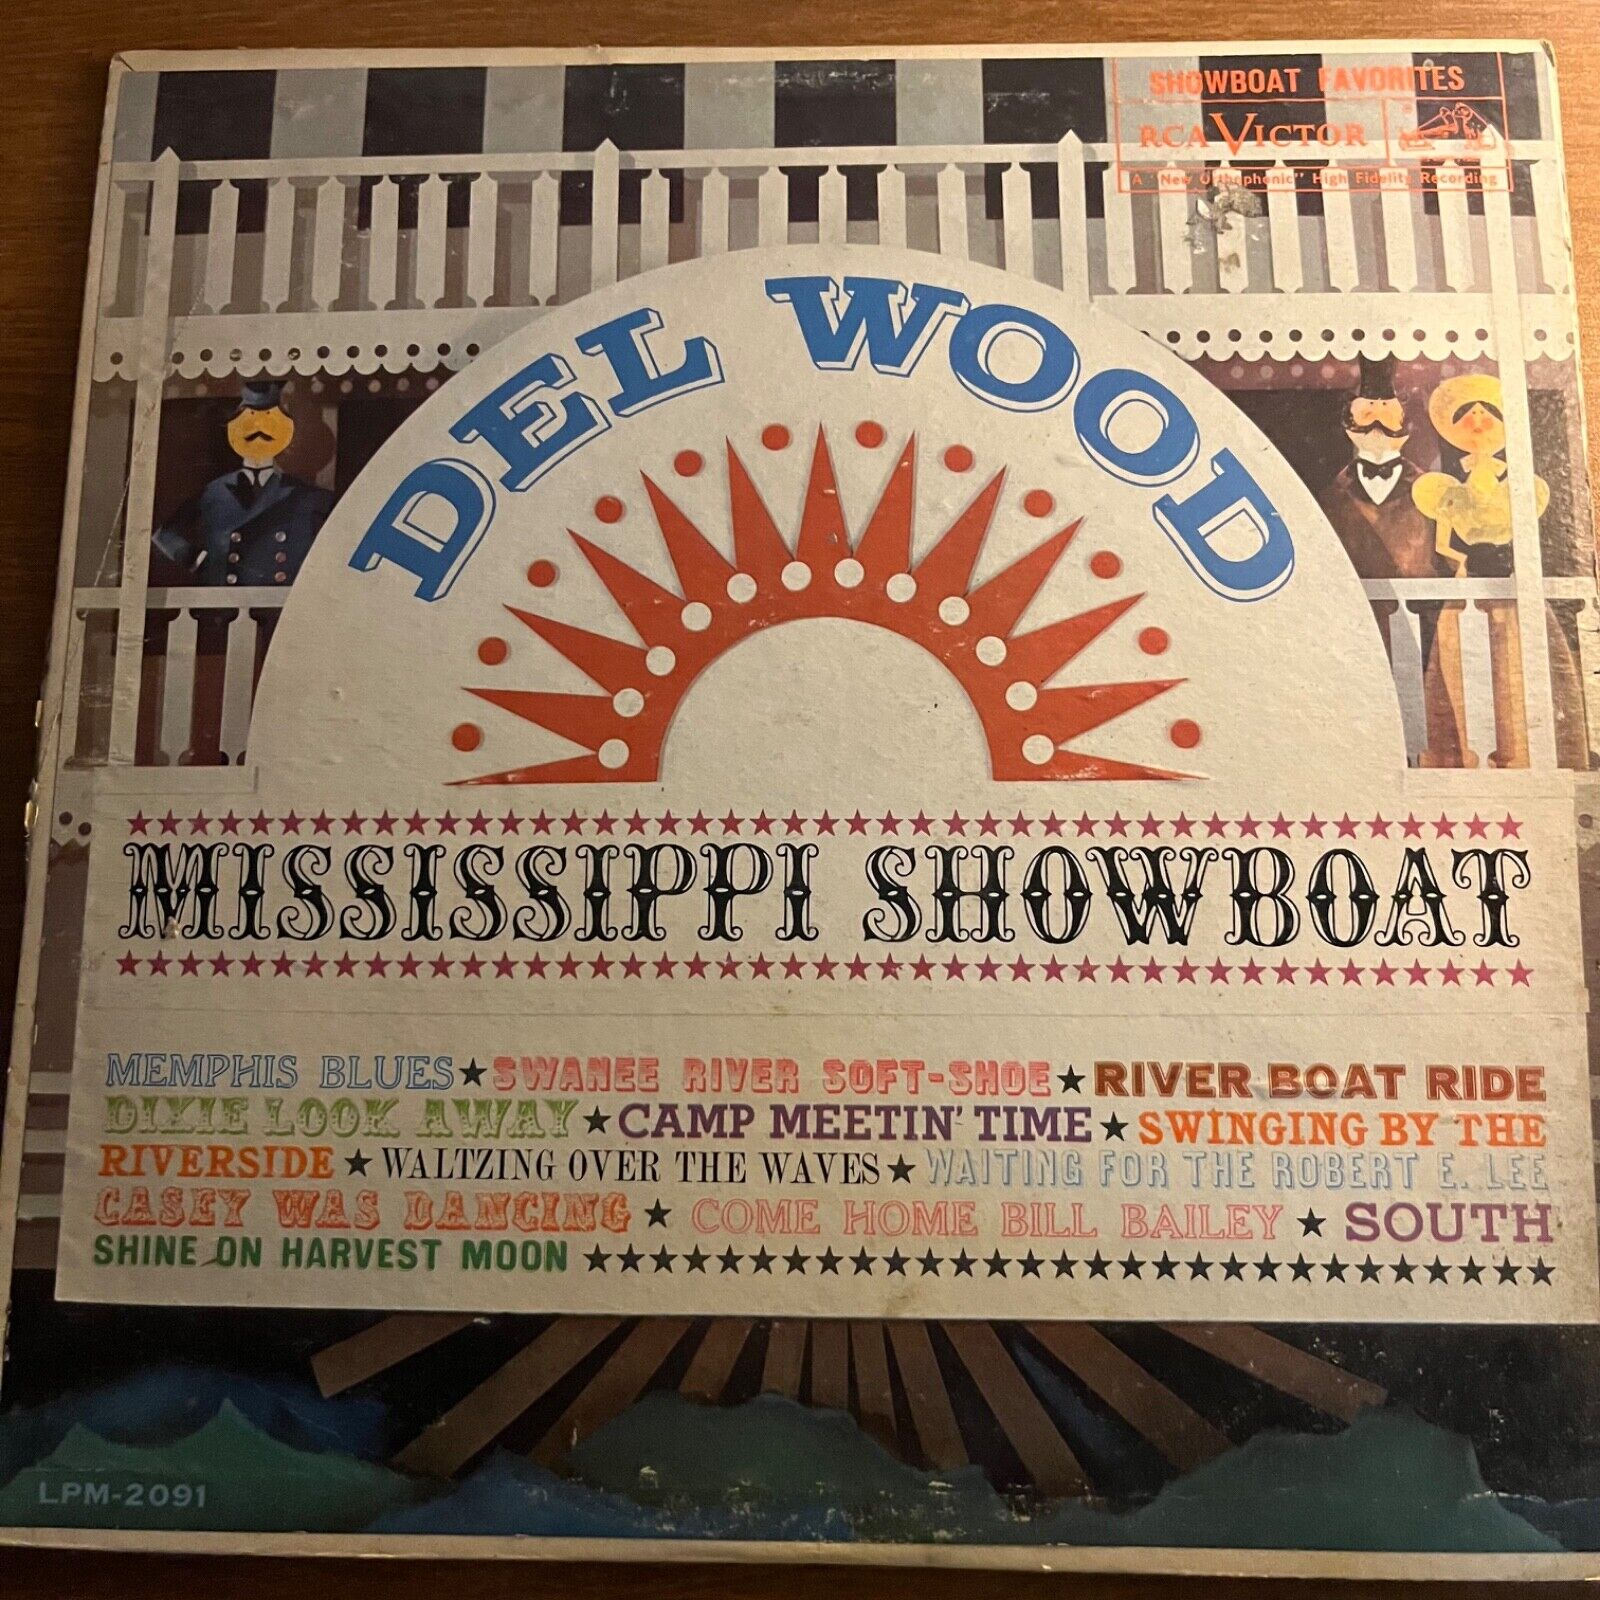 SHOWBOAT FAVORITES
RCA VICTOR
A "New Orthophonic" High Fidelity Recording
DEL WOOD
MISSISSIPPI SHOWBOAT
MEMPHIS BLUES ★ SWANEE RIVER SOFT-SHOE ★ RIVER BOAT RIDE
DIXIE LOOK AWAY ★ CAMP MEETIN' TIME ★ SWINGING BY THE
RIVERSIDE ★ WALTZING OVER THE WAVES ★ WAITING FOR THE ROBERT E. LEE
CASEY WAS DANCING ★ COME HOME BILL BAILEY ★ SOUTH
SHINE ON HARVEST MOON
LPM-2091